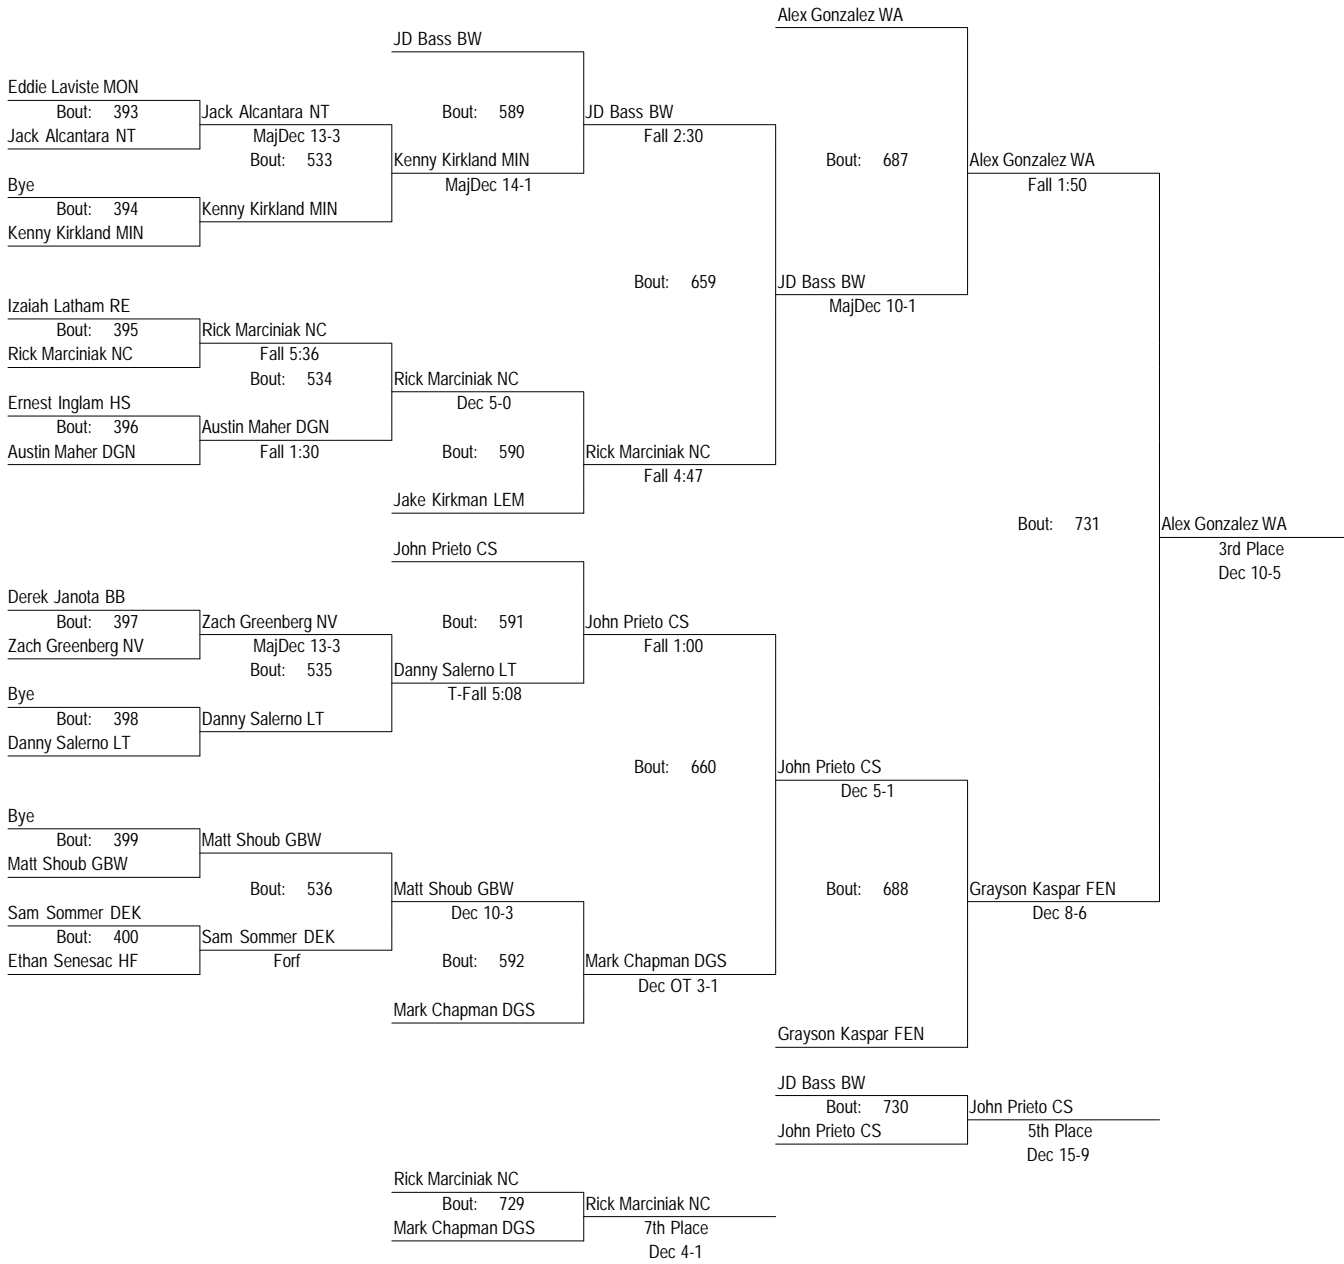 Alex Gonzalez WA
JD Bass BW
Eddie Laviste MON
Bout: 393
Jack Alcantara NT
Jack Alcantara NT
MajDec 13-3
Bout: 533
Bye
Bout: 394
Kenny Kirkland MIN
Kenny Kirkland MIN
Kenny Kirkland MIN
MajDec 14-1
Bout: 589
JD Bass BW
Fall 2:30
Izaiah Latham RE
Bout: 395
Rick Marciniak NC
Rick Marciniak NC
Fall 5:36
Bout: 534
Ernest Inglam HS
Bout: 396
Austin Maher DGN
Austin Maher DGN
Fall 1:30
Rick Marciniak NC
Dec 5-0
Bout: 590
Jake Kirkman LEM
Rick Marciniak NC
Fall 4:47
Bout: 659
JD Bass BW
MajDec 10-1
Bout: 687
Alex Gonzalez WA
Fall 1:50
John Prieto CS
Derek Janota BB
Bout: 397
Zach Greenberg NV
Zach Greenberg NV
MajDec 13-3
Bout: 535
Bye
Bout: 398
Danny Salerno LT
Danny Salerno LT
Danny Salerno LT
T-Fall 5:08
Bout: 591
John Prieto CS
Fall 1:00
Bye
Bout: 399
Matt Shoub GBW
Matt Shoub GBW
Bout: 536
Sam Sommer DEK
Bout: 400
Ethan Senesac HF
Sam Sommer DEK
Forf
Matt Shoub GBW
Dec 10-3
Bout: 592
Mark Chapman DGS
Mark Chapman DGS
Dec OT 3-1
Bout: 660
John Prieto CS
Dec 5-1
Bout: 688
Grayson Kaspar FEN
Grayson Kaspar FEN
Dec 8-6
Bout: 731
Alex Gonzalez WA
3rd Place
Dec 10-5
JD Bass BW
Bout: 730
John Prieto CS
John Prieto CS
5th Place
Dec 15-9
Rick Marciniak NC
Bout: 729
Mark Chapman DGS
Rick Marciniak NC
7th Place
Dec 4-1